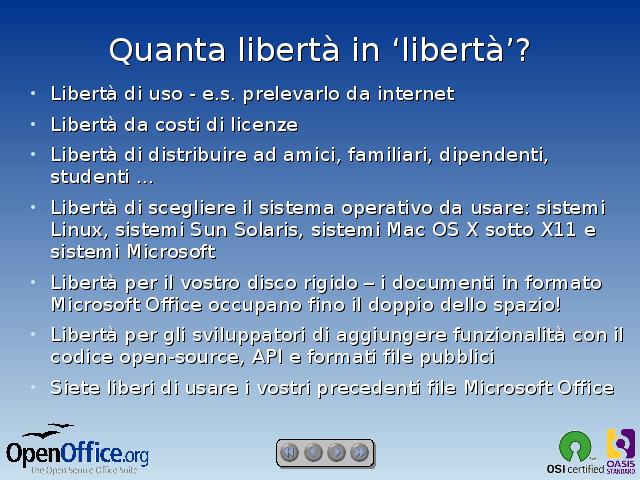 Quanta libertà in ‘libertà’?
• Libertà di uso - e.s. prelevarlo da internet
• Libertà da costi di licenze
• Libertà di distribuire ad amici, familiari, dipendenti,
studenti ...
• Libertà di scegliere il sistema operativo da usare: sistemi
Linux, sistemi Sun Solaris, sistemi Mac OS X sotto X11 e
sistemi Microsoft
• Libertà per il vostro disco rigido – i documenti in formato
Microsoft Office occupano fino il doppio dello spazio!
• Libertà per gli sviluppatori di aggiungere funzionalità con il
codice open-source, API e formati file pubblici
• Siete liberi di usare i vostri precedenti file Microsoft Office
OpenOffice.org
The Open Source Office Suite
OSI certified
OASIS
STANDARD